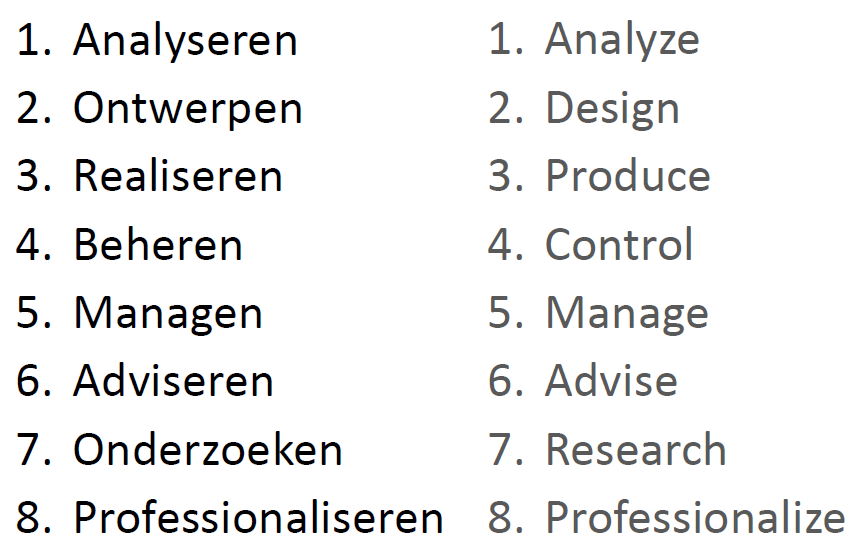 1. Analyseren
2. Ontwerpen
3. Realiseren
4. Beheren
5. Managen
6. Adviseren
7. Onderzoeken
8. Professionaliseren
1. Analyze
2. Design
3. Produce
4. Control
5. Manage
6. Advise
7. Research
8. Professionalize